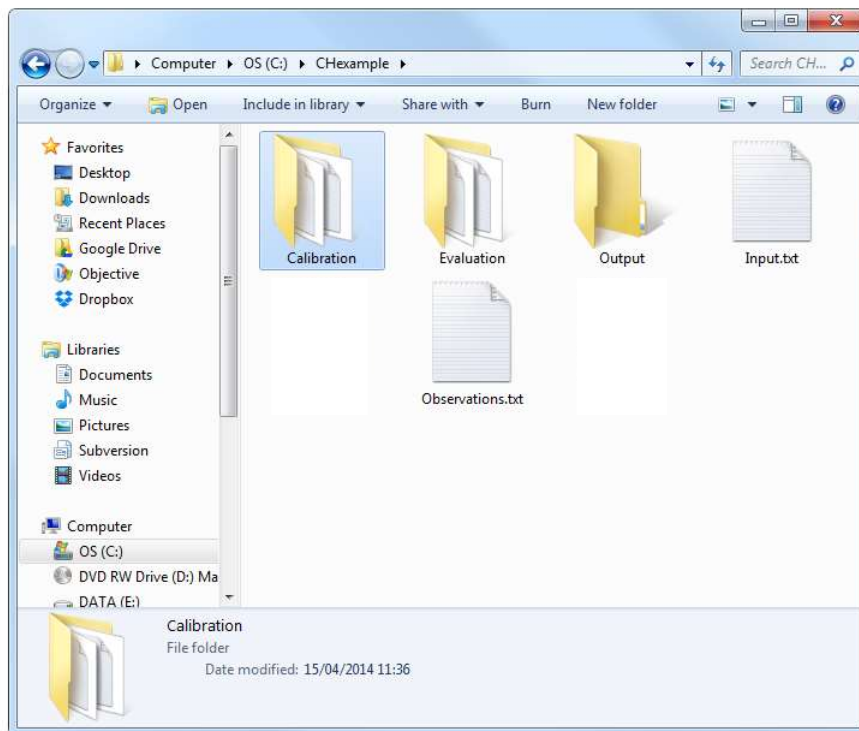 Computer ▸ OS (C:) ▸ CHexample ▸
Search CH...
Organize Open Include in library Share with Burn New folder
Favorites
Desktop
Downloads
Recent Places
Google Drive
Objective
Dropbox
Libraries
Documents
Music
Pictures
Subversion
Videos
Computer
OS (C:)
DVD RW Drive (D:) Ma
DATA (E:)
Calibration Evaluation Output Input.txt
Observations.txt
Calibration
File folder
Date modified: 15/04/2014 11:36